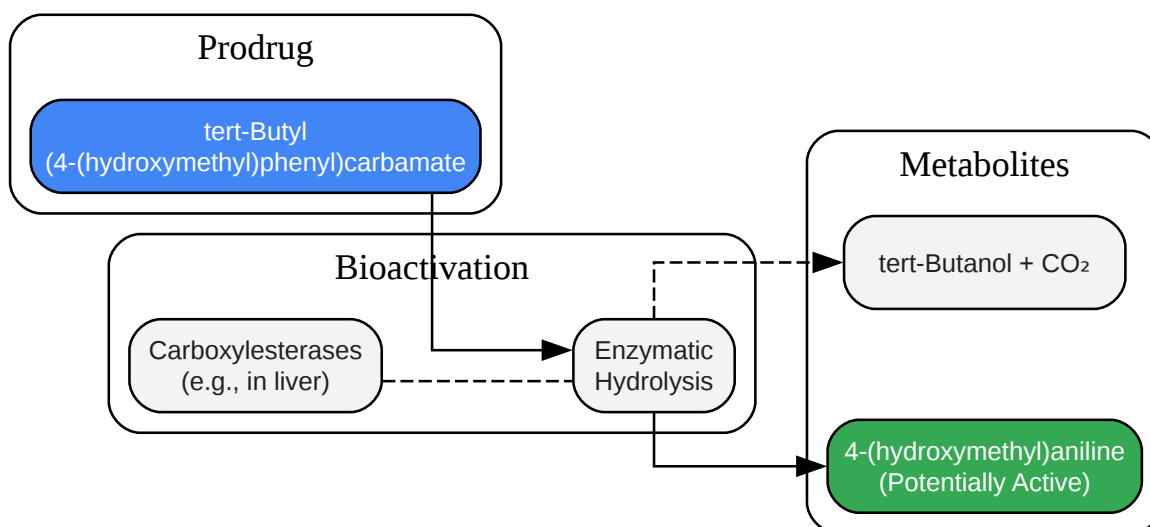 Prodrug
tert-Butyl
(4-(hydroxymethyl)phenyl)carbamate
Bioactivation
Carboxylesterases
(e.g., in liver)
Enzymatic
Hydrolysis
Metabolites
tert-Butanol + CO₂
4-(hydroxymethyl)aniline
(Potentially Active)